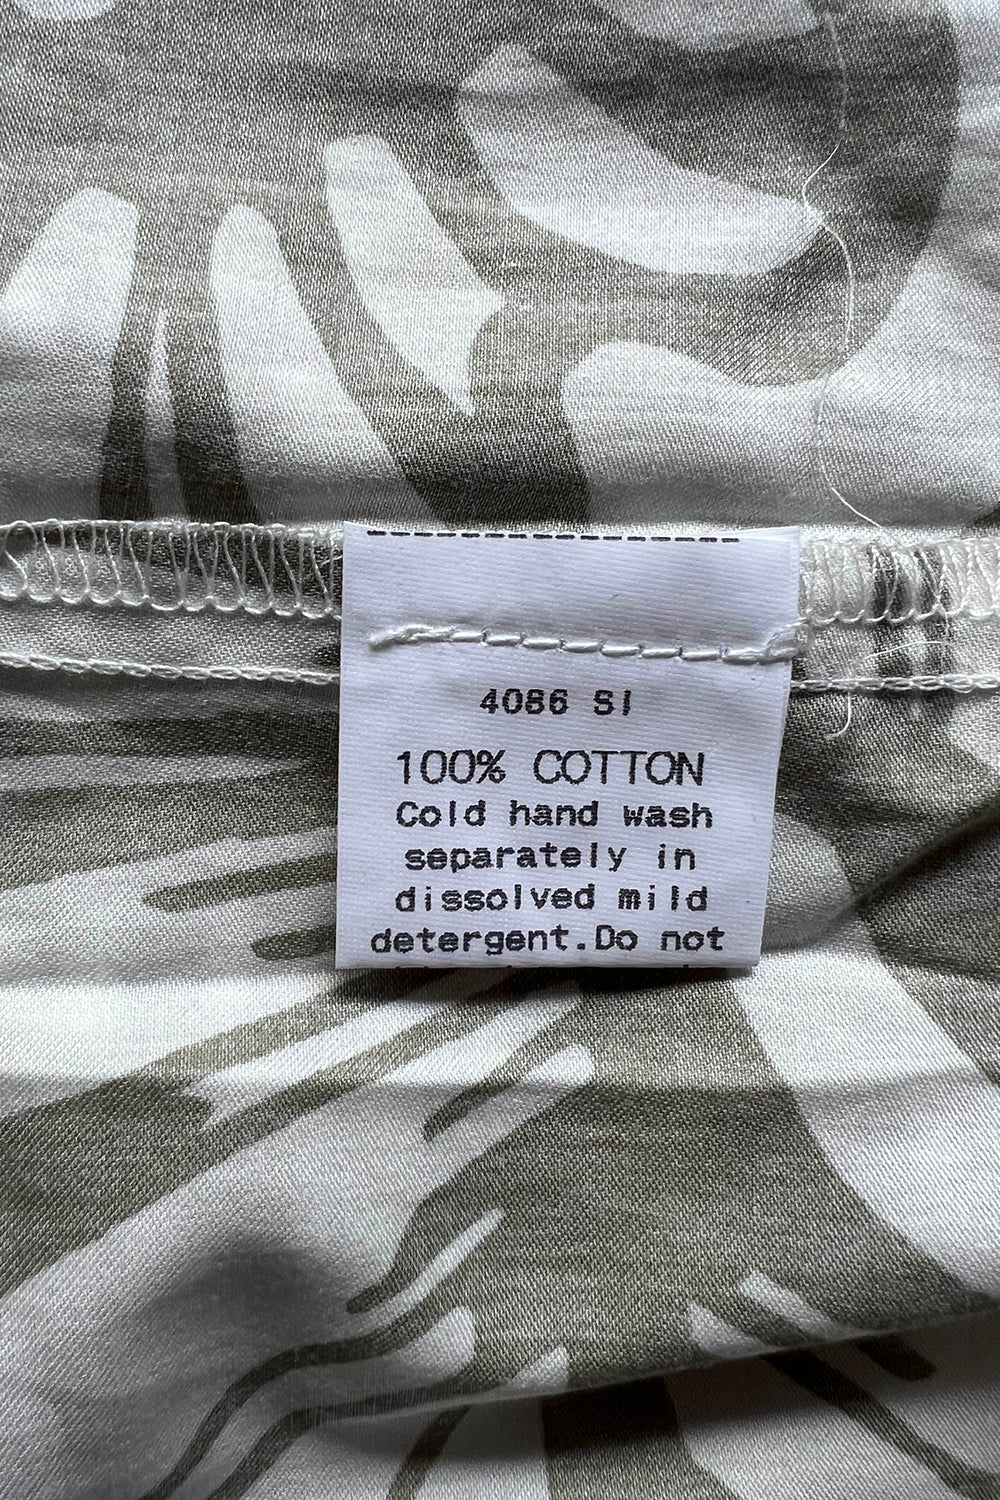 4086 SI
100% COTTON
Cold hand wash
separately in
dissolved mild
detergent.Do not